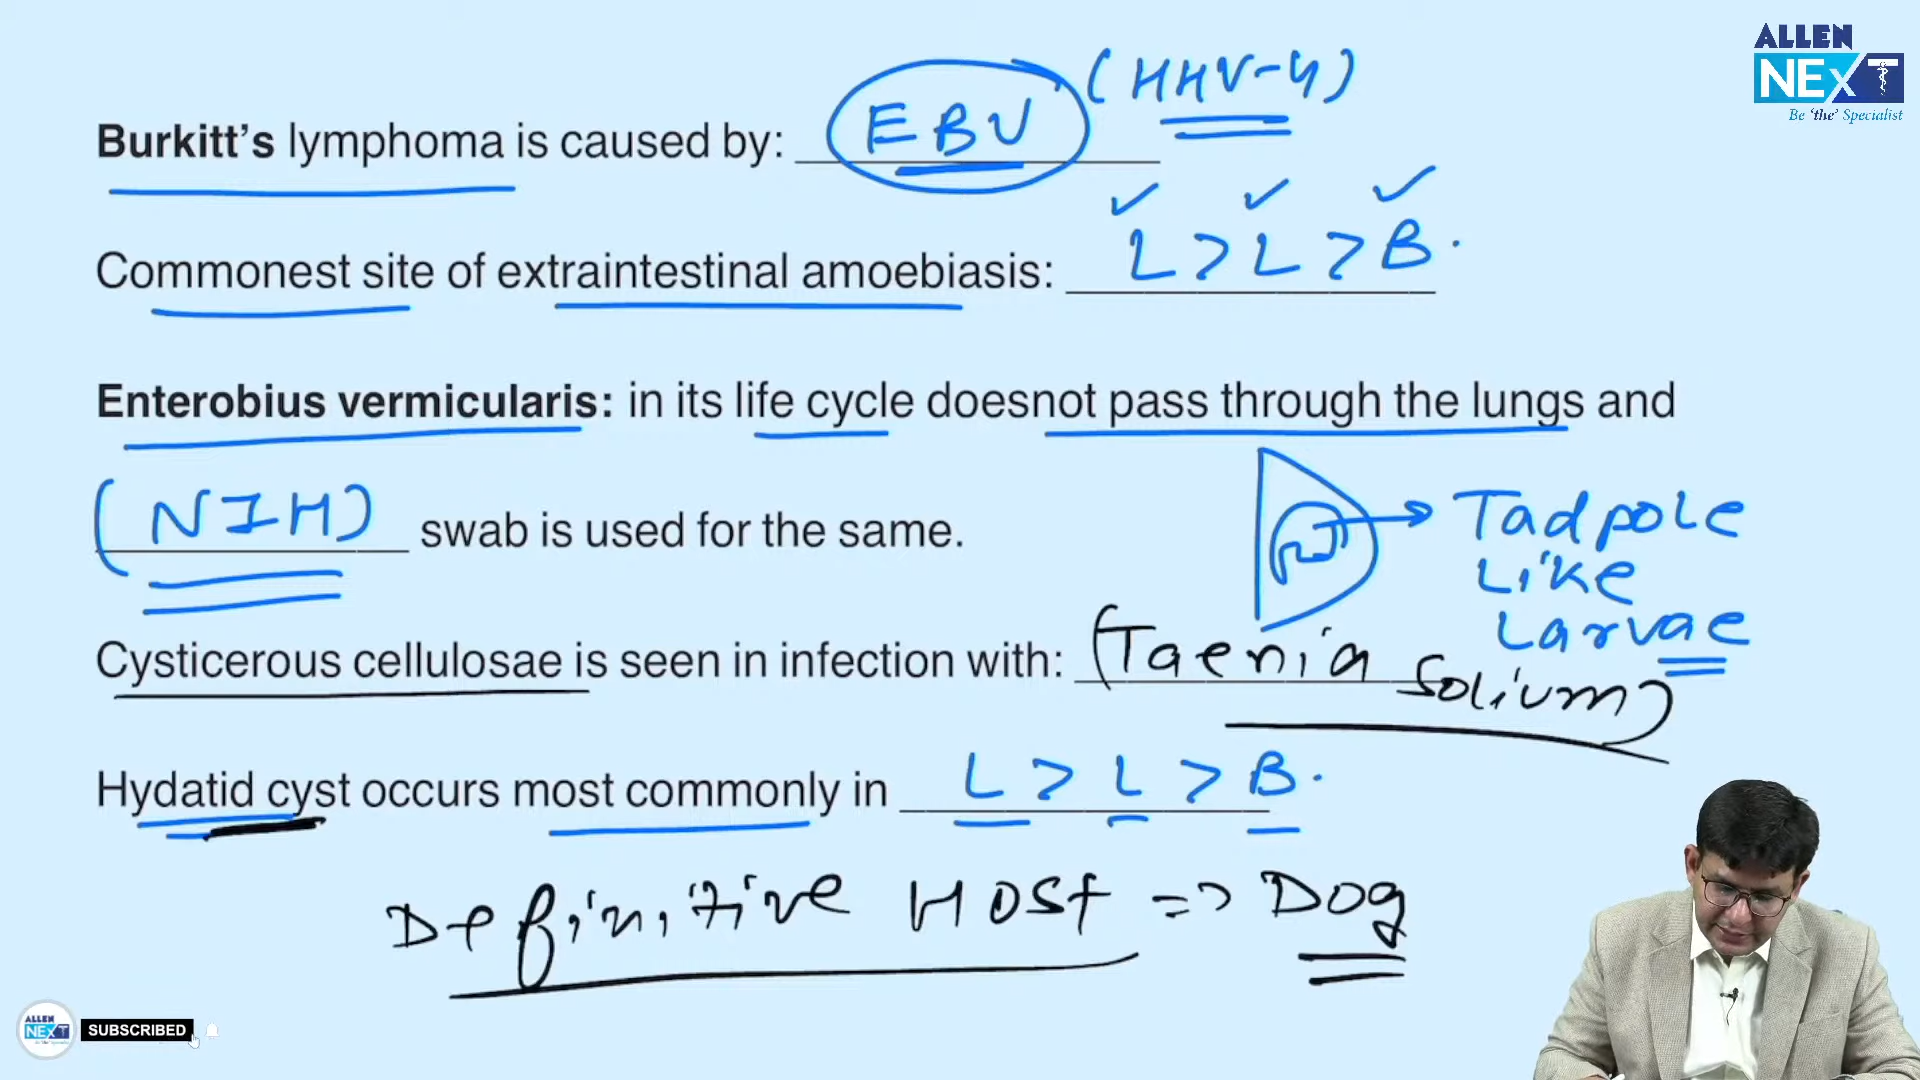 ALLEN
NEXT
Be 'the' Specialist
Burkitt's lymphoma is caused by: EBV (HHV-4)
Commonest site of extraintestinal amoebiasis: L > L > B.
Enterobius vermicularis: in its life cycle doesnot pass through the lungs and
(NIH) swab is used for the same.
Tadpole
Like
Larvae
Cysticerous cellulosae is seen in infection with: (Taenia Solium)
Hydatid cyst occurs most commonly in L > L > B.
Definitive Host => Dog
ALLEN
NEXT
SUBSCRIBED